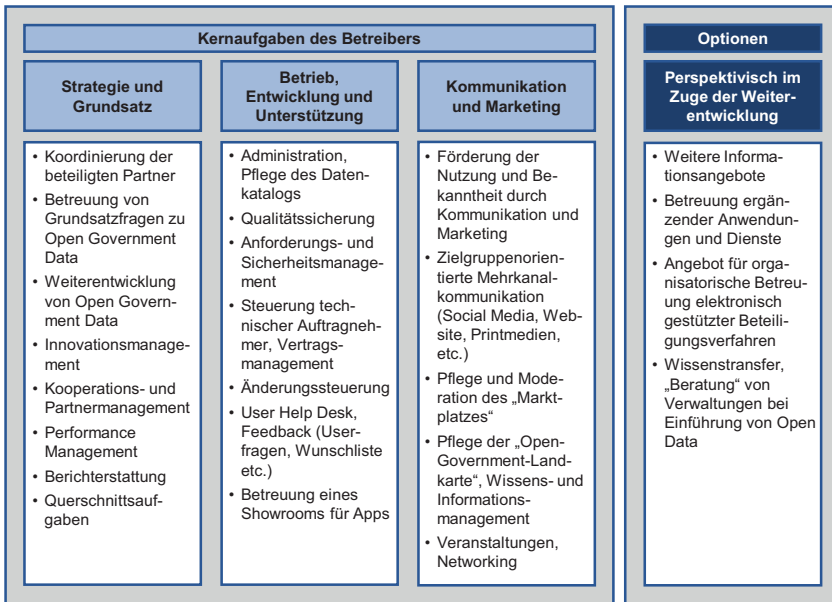 Kernaufgaben des Betreibers
Strategie und
Grundsatz
• Koordinierung der
beteiligten Partner
• Betreuung von
Grundsatzfragen zu
Open Government
Data
• Weiterentwicklung
von Open Govern-
ment Data
• Innovationsmanage-
ment
• Kooperations- und
Partnermanagement
• Performance
Management
• Berichterstattung
• Querschnittsauf-
gaben
Betrieb,
Entwicklung und
Unterstützung
• Administration,
Pflege des Daten-
katalogs
• Qualitätssicherung
• Anforderungs- und
Sicherheitsmanage-
ment
• Steuerung tech-
nischer Auftragneh-
mer, Vertrags-
management
• Änderungssteuerung
• User Help Desk,
Feedback (User-
fragen, Wunschliste
etc.)
• Betreuung eines
Showrooms für Apps
Kommunikation
und Marketing
• Förderung der
Nutzung und Be-
kanntheit durch
Kommunikation und
Marketing
• Zielgruppenorien-
tierte Mehrkanal-
kommunikation
(Social Media, Web-
site, Printmedien,
etc.)
• Pflege und Mode-
ration des „Markt-
platzes“
• Pflege der „Open-
Government-Land-
karte“, Wissens- und
Informations-
management
• Veranstaltungen,
Networking
Optionen
Perspektivisch im
Zuge der Weiter-
entwicklung
• Weitere Informa-
tionsangebote
• Betreuung ergän-
zender Anwendun-
gen und Dienste
• Angebot für orga-
nisatorische Betreu-
ung elektronisch
gestützter Beteili-
gungsverfahren
• Wissenstransfer,
„Beratung“ von
Verwaltungen bei
Einführung von Open
Data